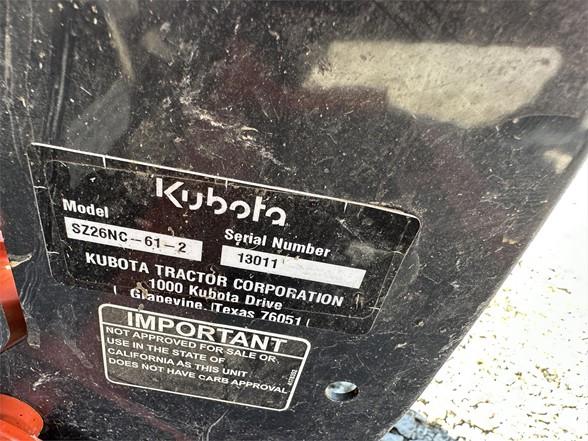 Kubota
Model
SZ26NC-61-2
Serial Number
13011
KUBOTA TRACTOR CORPORATION
1000 Kubota Drive
Grapevine, Texas 76051
IMPORTANT
NOT APPROVED FOR SALE OR
USE IN THE STATE OF
CALIFORNIA AS THIS UNIT
DOES NOT HAVE CARB APPROVAL